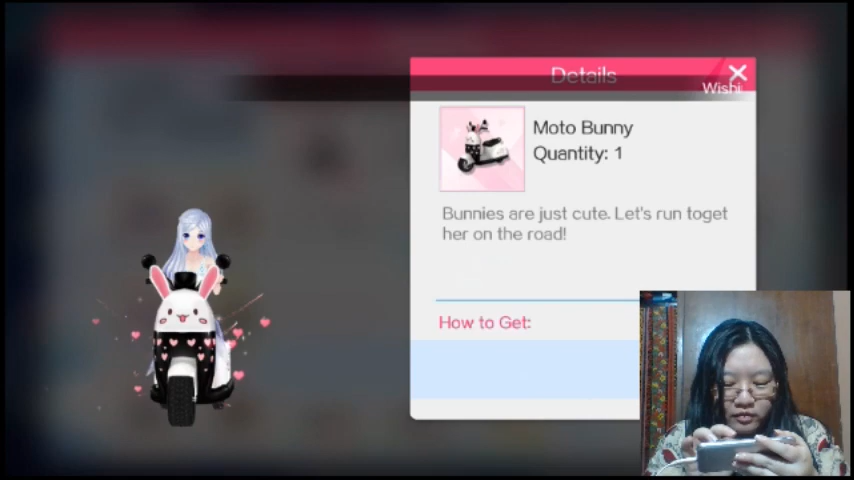 Details
Wishi
Moto Bunny
Quantity: 1
Bunnies are just cute. Let's run toget
her on the road!
How to Get: